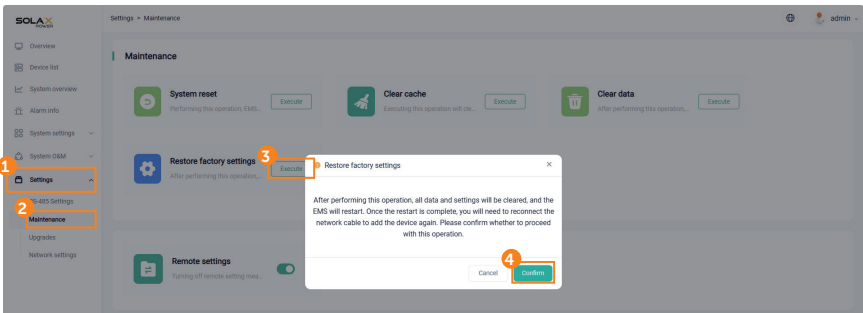 SOLAX
POWER
Settings > Maintenance
admin
Overview
Device list
System overview
Alarm info
System settings
System O&M
1
Settings
RS-485 Settings
2
Maintenance
Upgrades
Network settings
Maintenance
System reset
Performing this operation, EMS...
Execute
Clear cache
Executing this operation will cle...
Execute
Clear data
After performing this operation,...
Execute
Restore factory settings
After performing this operation,...
3
Execute
Restore factory settings
After performing this operation, all data and settings will be cleared, and the
EMS will restart. Once the restart is complete, you will need to reconnect the
network cable to add the device again. Please confirm whether to proceed
with this operation.
4
Cancel
Confirm
Remote settings
Turning off remote setting mea...